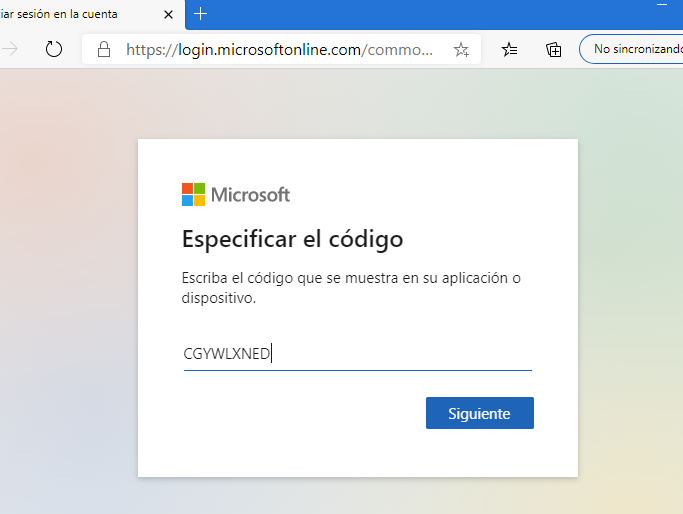 iar sesión en la cuenta
https://login.microsoftonline.com/commo...
No sincronizando
Microsoft
Especificar el código
Escriba el código que se muestra en su aplicación o
dispositivo.
CGYWLXNED
Siguiente